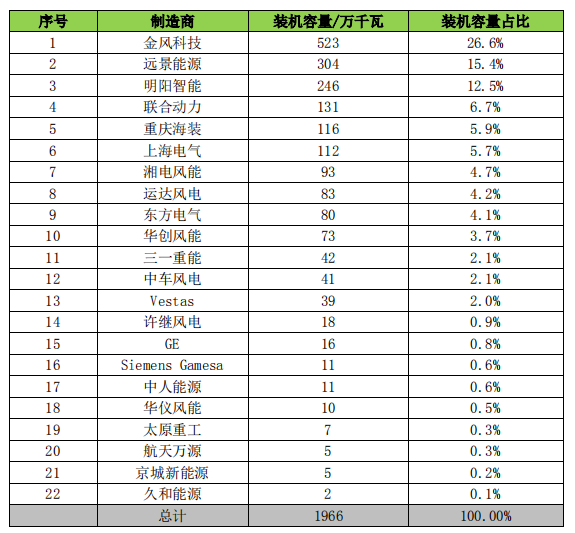 序号 制造商 装机容量/万千瓦 装机容量占比
1 金风科技 523 26.6%
2 远景能源 304 15.4%
3 明阳智能 246 12.5%
4 联合动力 131 6.7%
5 重庆海装 116 5.9%
6 上海电气 112 5.7%
7 湘电风能 93 4.7%
8 运达风电 83 4.2%
9 东方电气 80 4.1%
10 华创风能 73 3.7%
11 三一重能 42 2.1%
12 中车风电 41 2.1%
13 Vestas 39 2.0%
14 许继风电 18 0.9%
15 GE 16 0.8%
16 Siemens Gamesa 11 0.6%
17 中人能源 11 0.6%
18 华仪风能 10 0.5%
19 太原重工 7 0.3%
20 航天万源 5 0.3%
21 京城新能源 5 0.2%
22 久和能源 2 0.1%
总计 1966 100.00%